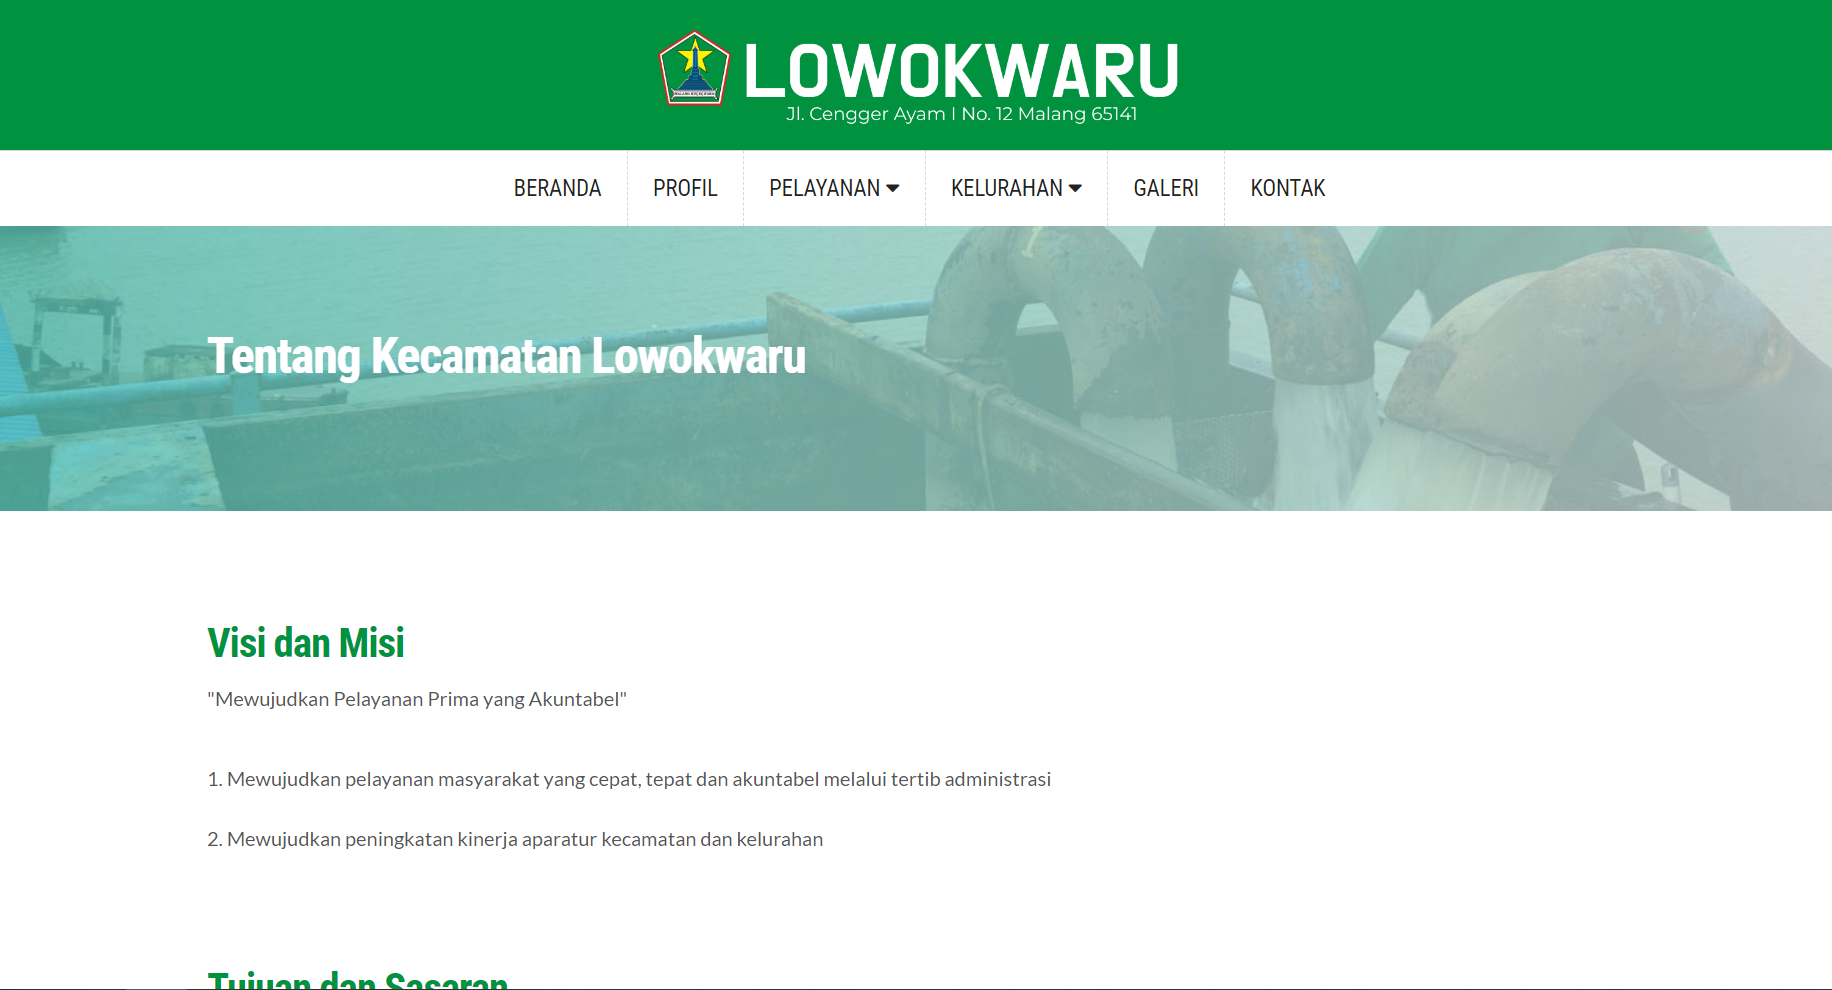 LOWOKWARU
Jl. Cengger Ayam I No. 12 Malang 65141
BERANDA
PROFIL
PELAYANAN
KELURAHAN
GALERI
KONTAK
Tentang Kecamatan Lowokwaru
Visi dan Misi
"Mewujudkan Pelayanan Prima yang Akuntabel"
1. Mewujudkan pelayanan masyarakat yang cepat, tepat dan akuntabel melalui tertib administrasi
2. Mewujudkan peningkatan kinerja aparatur kecamatan dan kelurahan
Tujuan dan Sasaran